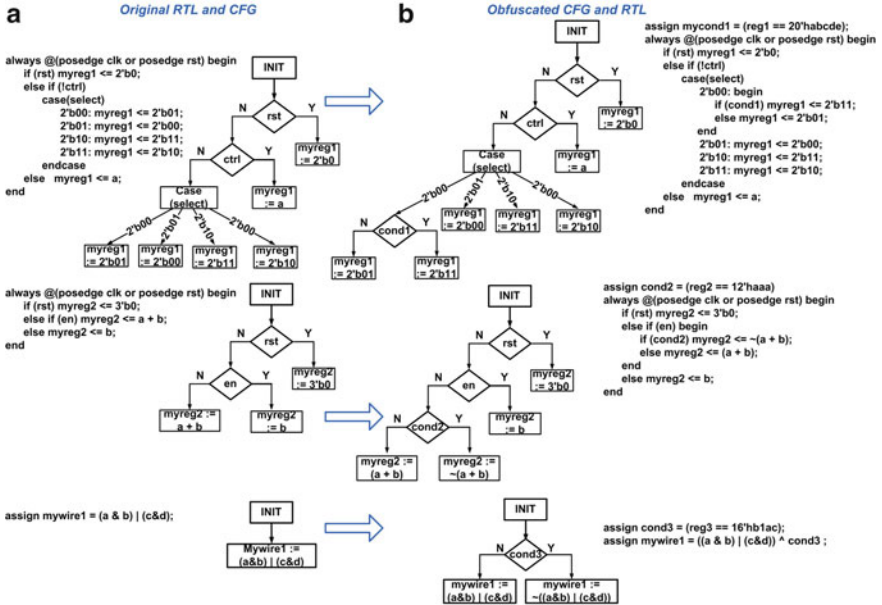 a
Original RTL and CFG
b
Obfuscated CFG and RTL
always @(posedge clk or posedge rst) begin
if (rst) myreg1 <= 2'b0;
else if (!ctrl)
case(select)
2'b00: myreg1 <= 2'b01;
2'b01: myreg1 <= 2'b00;
2'b10: myreg1 <= 2'b11;
2'b11: myreg1 <= 2'b10;
endcase
else myreg1 <= a;
end
INIT
rst
N
Y
ctrl
myreg1
:= 2'b0
N
Y
Case
(select)
myreg1
:= a
2'b00
2'b01
2'b10
2'b00
myreg1
:= 2'b01
myreg1
:= 2'b00
myreg1
:= 2'b11
myreg1
:= 2'b10
INIT
rst
N
Y
ctrl
myreg1
:= 2'b0
N
Y
Case
(select)
myreg1
:= a
2'b00
2'b01
2'b10
2'b00
N
cond1
Y
myreg1
:= 2'b00
myreg1
:= 2'b11
myreg1
:= 2'b10
myreg1
:= 2'b01
myreg1
:= 2'b11
assign mycond1 = (reg1 == 20'habcde);
always @(posedge clk or posedge rst) begin
if (rst) myreg1 <= 2'b0;
else if (!ctrl)
case(select)
2'b00: begin
if (cond1) myreg1 <= 2'b11;
else myreg1 <= 2'b01;
end
2'b01: myreg1 <= 2'b00;
2'b10: myreg1 <= 2'b11;
2'b11: myreg1 <= 2'b10;
endcase
else myreg1 <= a;
end
always @(posedge clk or posedge rst) begin
if (rst) myreg2 <= 3'b0;
else if (en) myreg2 <= a + b;
else myreg2 <= b;
end
INIT
N
rst
Y
N
en
Y
myreg2
:= 3'b0
myreg2 :=
a + b
myreg2
:= b
INIT
N
rst
Y
N
en
Y
myreg2
:= 3'b0
N
cond2
Y
myreg2
:= b
myreg2 :=
(a + b)
myreg2 :=
~(a + b)
assign cond2 = (reg2 == 12'haaa)
always @(posedge clk or posedge rst) begin
if (rst) myreg2 <= 3'b0;
else if (en) begin
if (cond2) myreg2 <= ~(a + b);
else myreg2 <= (a + b);
end
else myreg2 <= b;
end
assign mywire1 = (a & b) | (c&d);
INIT
Mywire1 :=
(a&b) | (c&d)
INIT
N
cond3
Y
mywire1 :=
(a&b) | (c&d)
mywire1 :=
~((a&b) | (c&d))
assign cond3 = (reg3 == 16'hb1ac);
assign mywire1 = ((a & b) | (c&d)) ^ cond3 ;